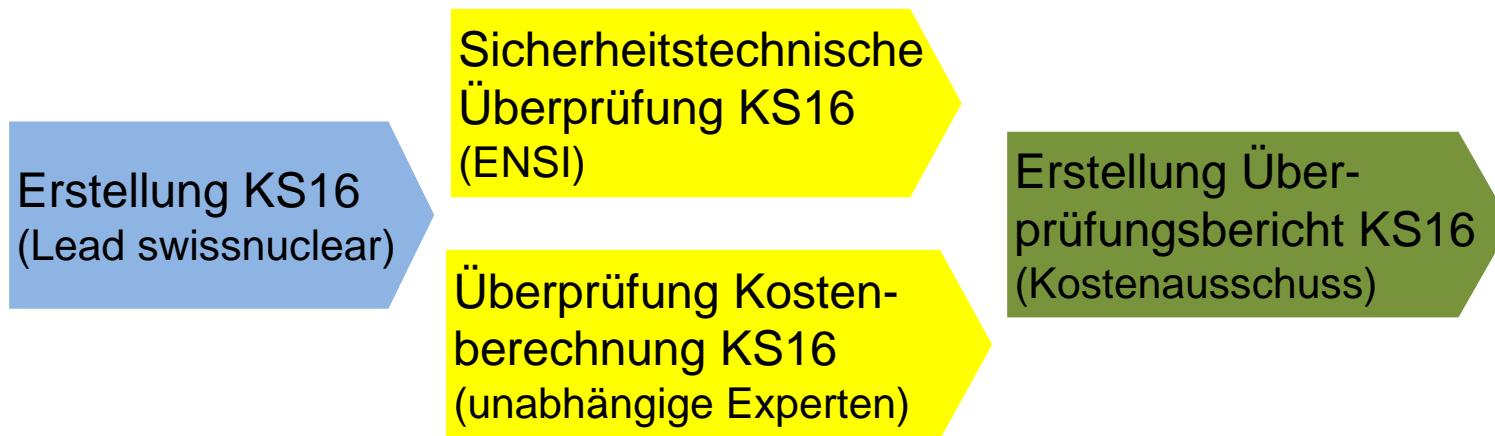 Erstellung KS16
(Lead swissnuclear)
Sicherheitstechnische
Überprüfung KS16
(ENSI)
Überprüfung Kosten-
berechnung KS16
(unabhängige Experten)
Erstellung Über-
prüfungsbericht KS16
(Kostenausschuss)